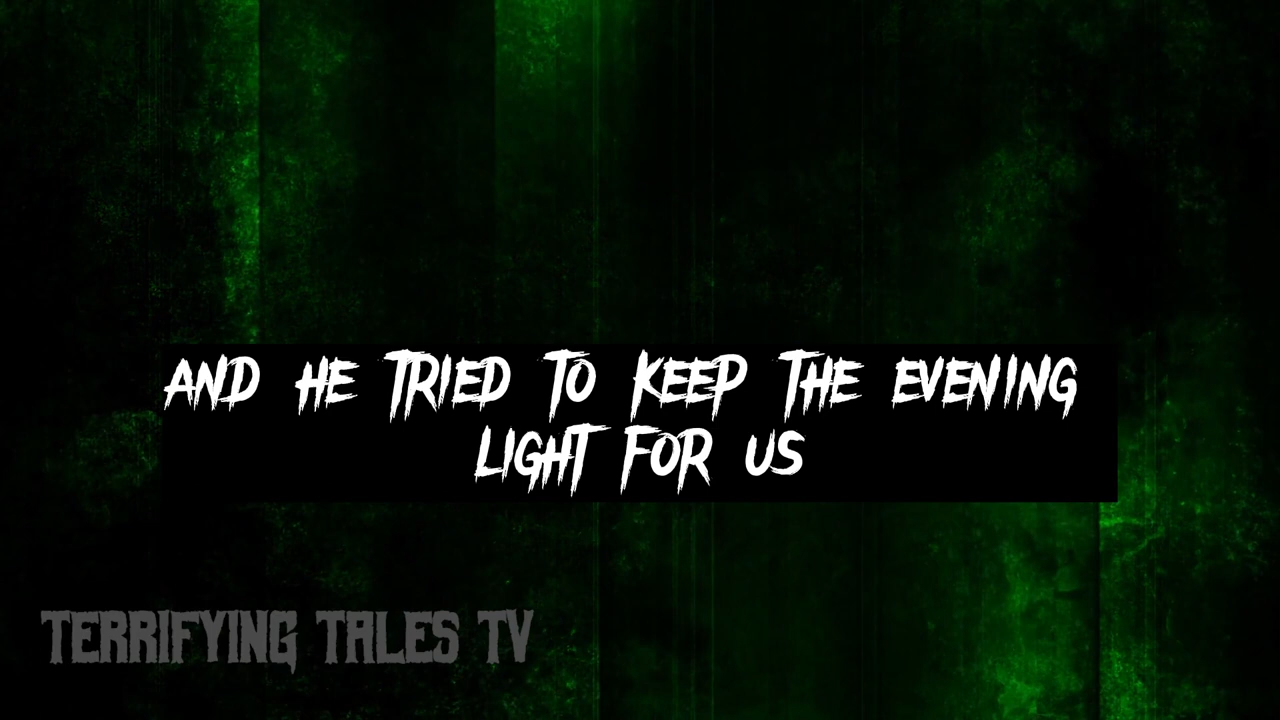 AND HE TRIED TO KEEP THE EVENING
LIGHT FOR US
TERRIFYING TALES TV